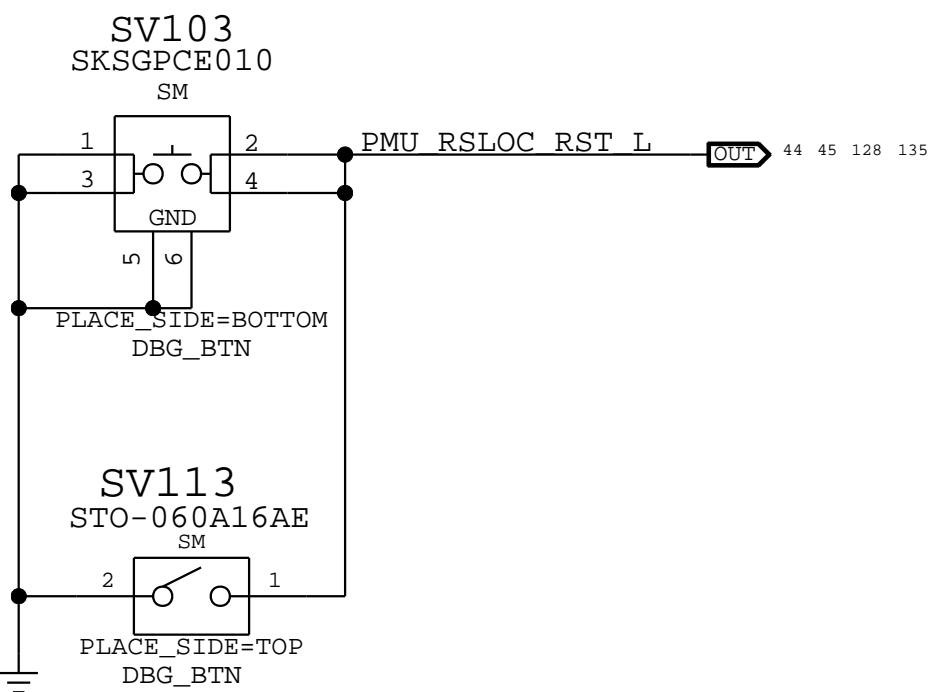 SV103
SKSGPCE010
SM
1 2 PMU_RSLOC_RST_L OUT 44 45 128 135
3 4
GND
5 6
PLACE_SIDE=BOTTOM
DBG_BTN
SV113
STO-060A16AE
SM
2 1
PLACE_SIDE=TOP
DBG_BTN